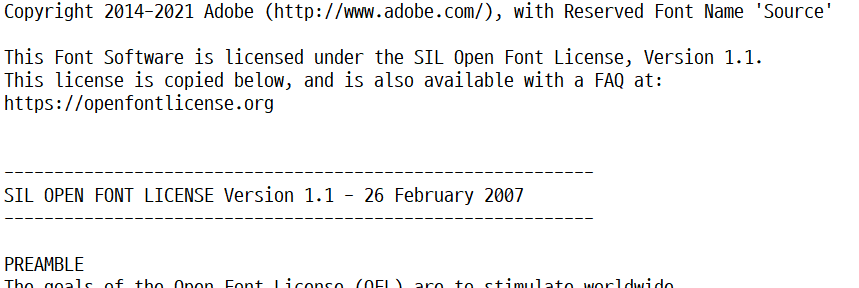 Copyright 2014-2021 Adobe (http://www.adobe.com/), with Reserved Font Name 'Source'
This Font Software is licensed under the SIL Open Font License, Version 1.1.
This license is copied below, and is also available with a FAQ at:
https://openfontlicense.org
-----------------------------------------------------------
SIL OPEN FONT LICENSE Version 1.1 - 26 February 2007
-----------------------------------------------------------
PREAMBLE
The goals of the Open Font License (OFL) are to stimulate worldwide